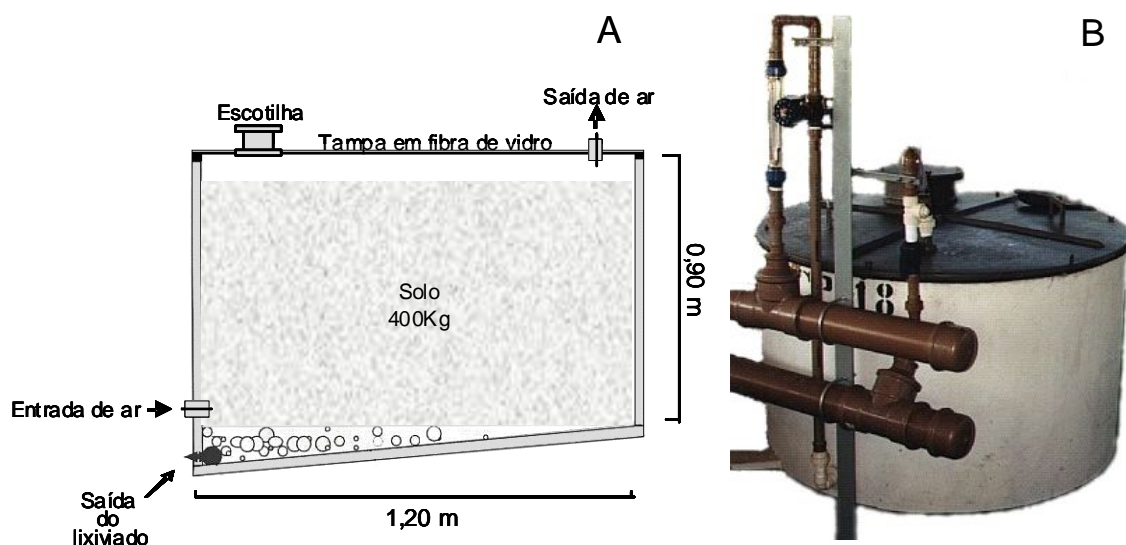 A
B
Escotilha
Saída de ar
Tampa em fibra de vidro
Solo
400Kg
0,90 m
Entrada de ar
Saída
do
lixiviado
1,20 m
18